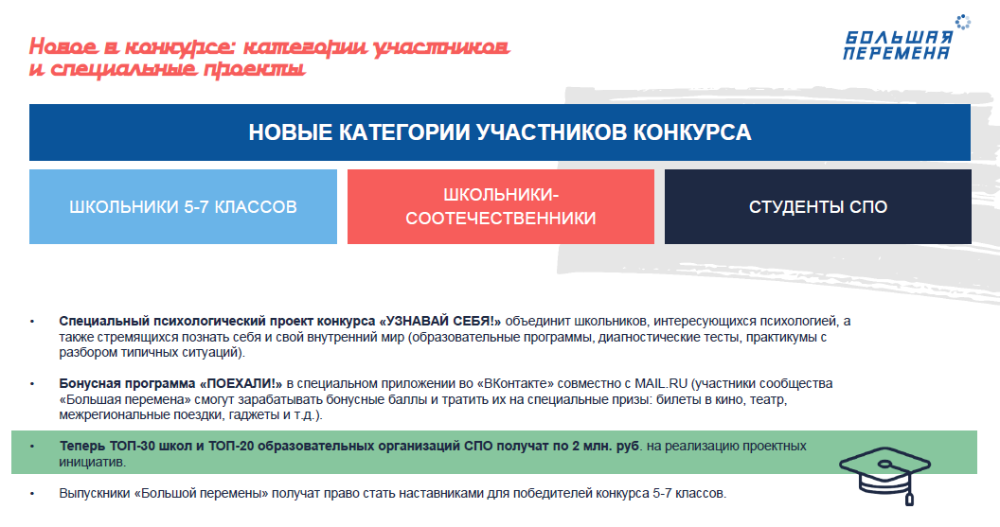 Новое в конкурсе: категории участников
и специальные проекты
БОЛЬШАЯ
ПЕРЕМЕНА
НОВЫЕ КАТЕГОРИИ УЧАСТНИКОВ КОНКУРСА
ШКОЛЬНИКИ 5-7 КЛАССОВ
ШКОЛЬНИКИ-
СООТЕЧЕСТВЕННИКИ
СТУДЕНТЫ СПО
• Специальный психологический проект конкурса «УЗНАВАЙ СЕБЯ!» объединит школьников, интересующихся психологией, а
также стремящихся познать себя и свой внутренний мир (образовательные программы, диагностические тесты, практикумы с
разбором типичных ситуаций).
• Бонусная программа «ПОЕХАЛИ!» в специальном приложении во «ВКонтакте» совместно с MAIL.RU (участники сообщества
«Большая перемена» смогут зарабатывать бонусные баллы и тратить их на специальные призы: билеты в кино, театр,
межрегиональные поездки, гаджеты и т.д.).
• Теперь ТОП-30 школ и ТОП-20 образовательных организаций СПО получат по 2 млн. руб. на реализацию проектных
инициатив.
• Выпускники «Большой перемены» получат право стать наставниками для победителей конкурса 5-7 классов.